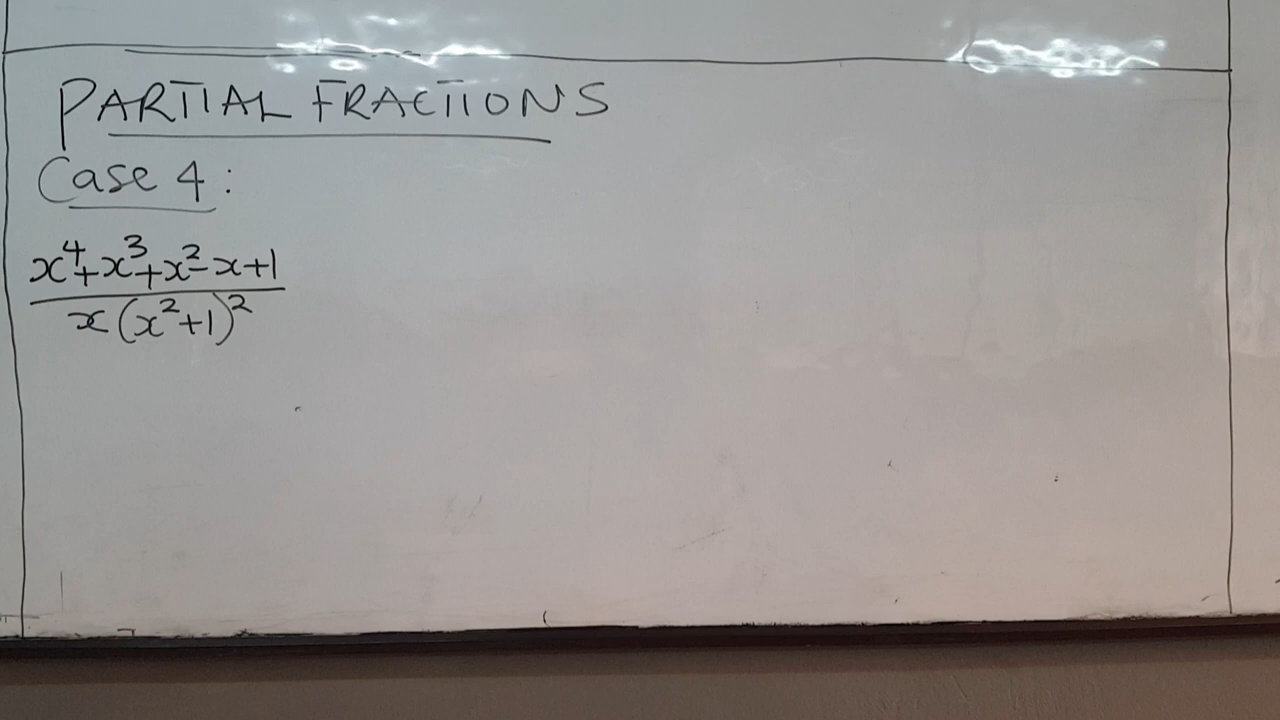 PARTIAL FRACTIONS
Case 4:
x⁴+x³+x²-x+1
x(x²+1)²